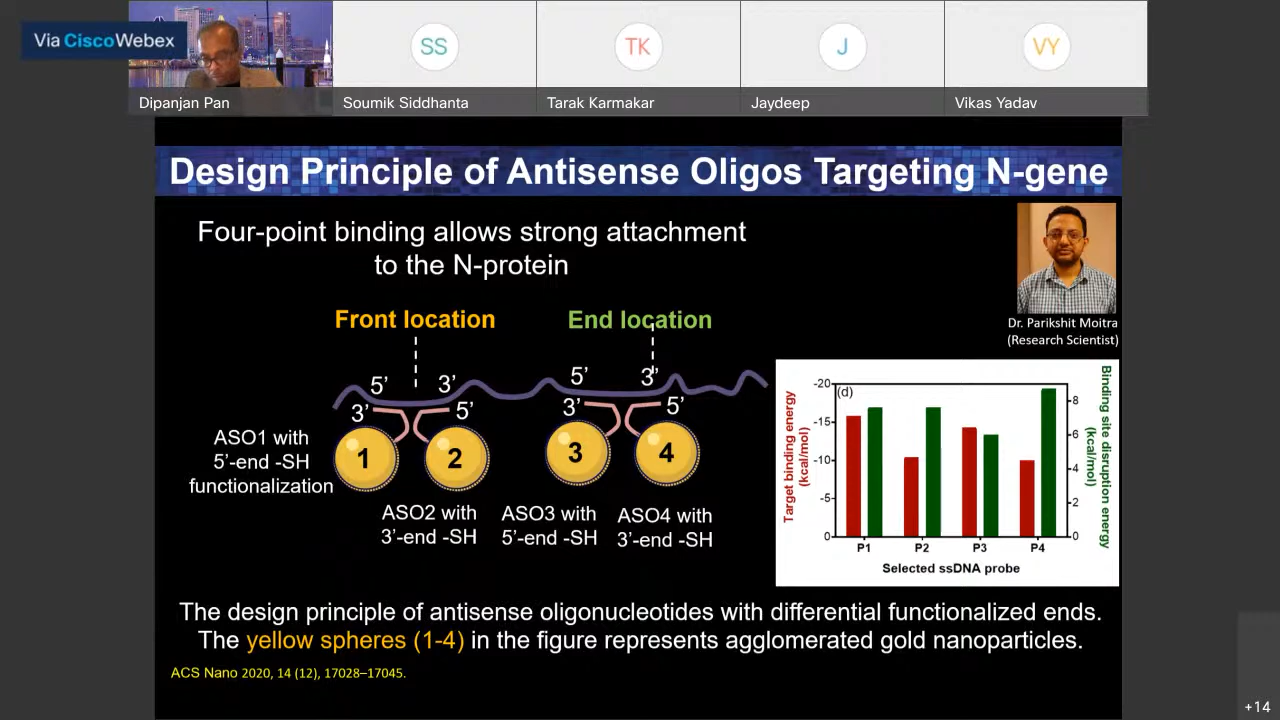 Via CiscoWebex
SS
TK
J
VY
Dipanjan Pan
Soumik Siddhanta
Tarak Karmakar
Jaydeep
Vikas Yadav
Design Principle of Antisense Oligos Targeting N-gene
Four-point binding allows strong attachment
to the N-protein
Dr. Parikshit Moitra
(Research Scientist)
Front location
End location
5’ 3’ 5’ 3’
3’ 5’ 3’ 5’
1 2 3 4
ASO1 with
5’-end -SH
functionalization
ASO2 with
3’-end -SH
ASO3 with
5’-end -SH
ASO4 with
3’-end -SH
(d)
Target binding energy
(kcal/mol)
-20
-15
-10
-5
0
8
6
4
2
0
Binding site disruption energy
(kcal/mol)
P1 P2 P3 P4
Selected ssDNA probe
The design principle of antisense oligonucleotides with differential functionalized ends.
The yellow spheres (1-4) in the figure represents agglomerated gold nanoparticles.
ACS Nano 2020, 14 (12), 17028–17045.
+14